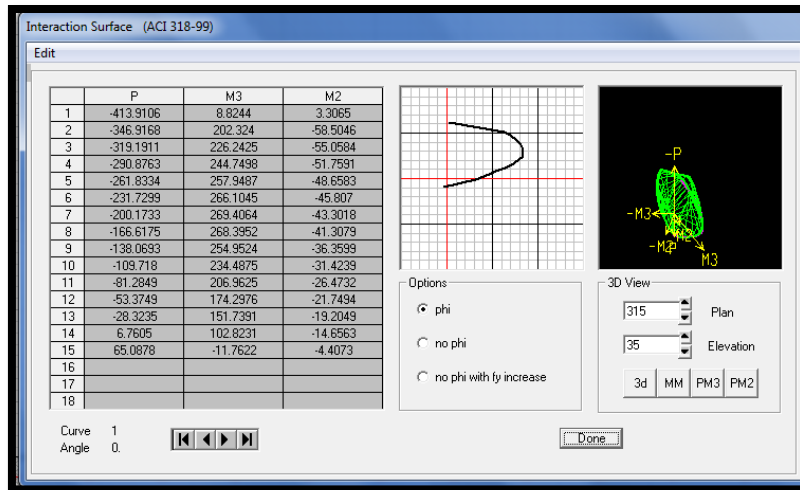 Interaction Surface (ACI 318-99)
Edit
P M3 M2
1 -413.9106 8.8244 3.3065
2 -346.9168 202.324 -58.5046
3 -319.1911 226.2425 -55.0584
4 -290.8763 244.7498 -51.7591
5 -261.8334 257.9487 -48.6583
6 -231.7299 266.1045 -45.807
7 -200.1733 269.4064 -43.3018
8 -166.6175 268.3952 -41.3079
9 -138.0693 254.9524 -36.3599
10 -109.718 234.4875 -31.4239
11 -81.2849 206.9625 -26.4732
12 -53.3749 174.2976 -21.7494
13 -28.3235 151.7391 -19.2049
14 6.7605 102.8231 -14.6563
15 65.0878 -11.7622 -4.4073
16
17
18
Curve 1
Angle 0.
Options
phi
no phi
no phi with fy increase
-P
-M3
M2
M3
3D View
315 Plan
35 Elevation
3d MM PM3 PM2
Done